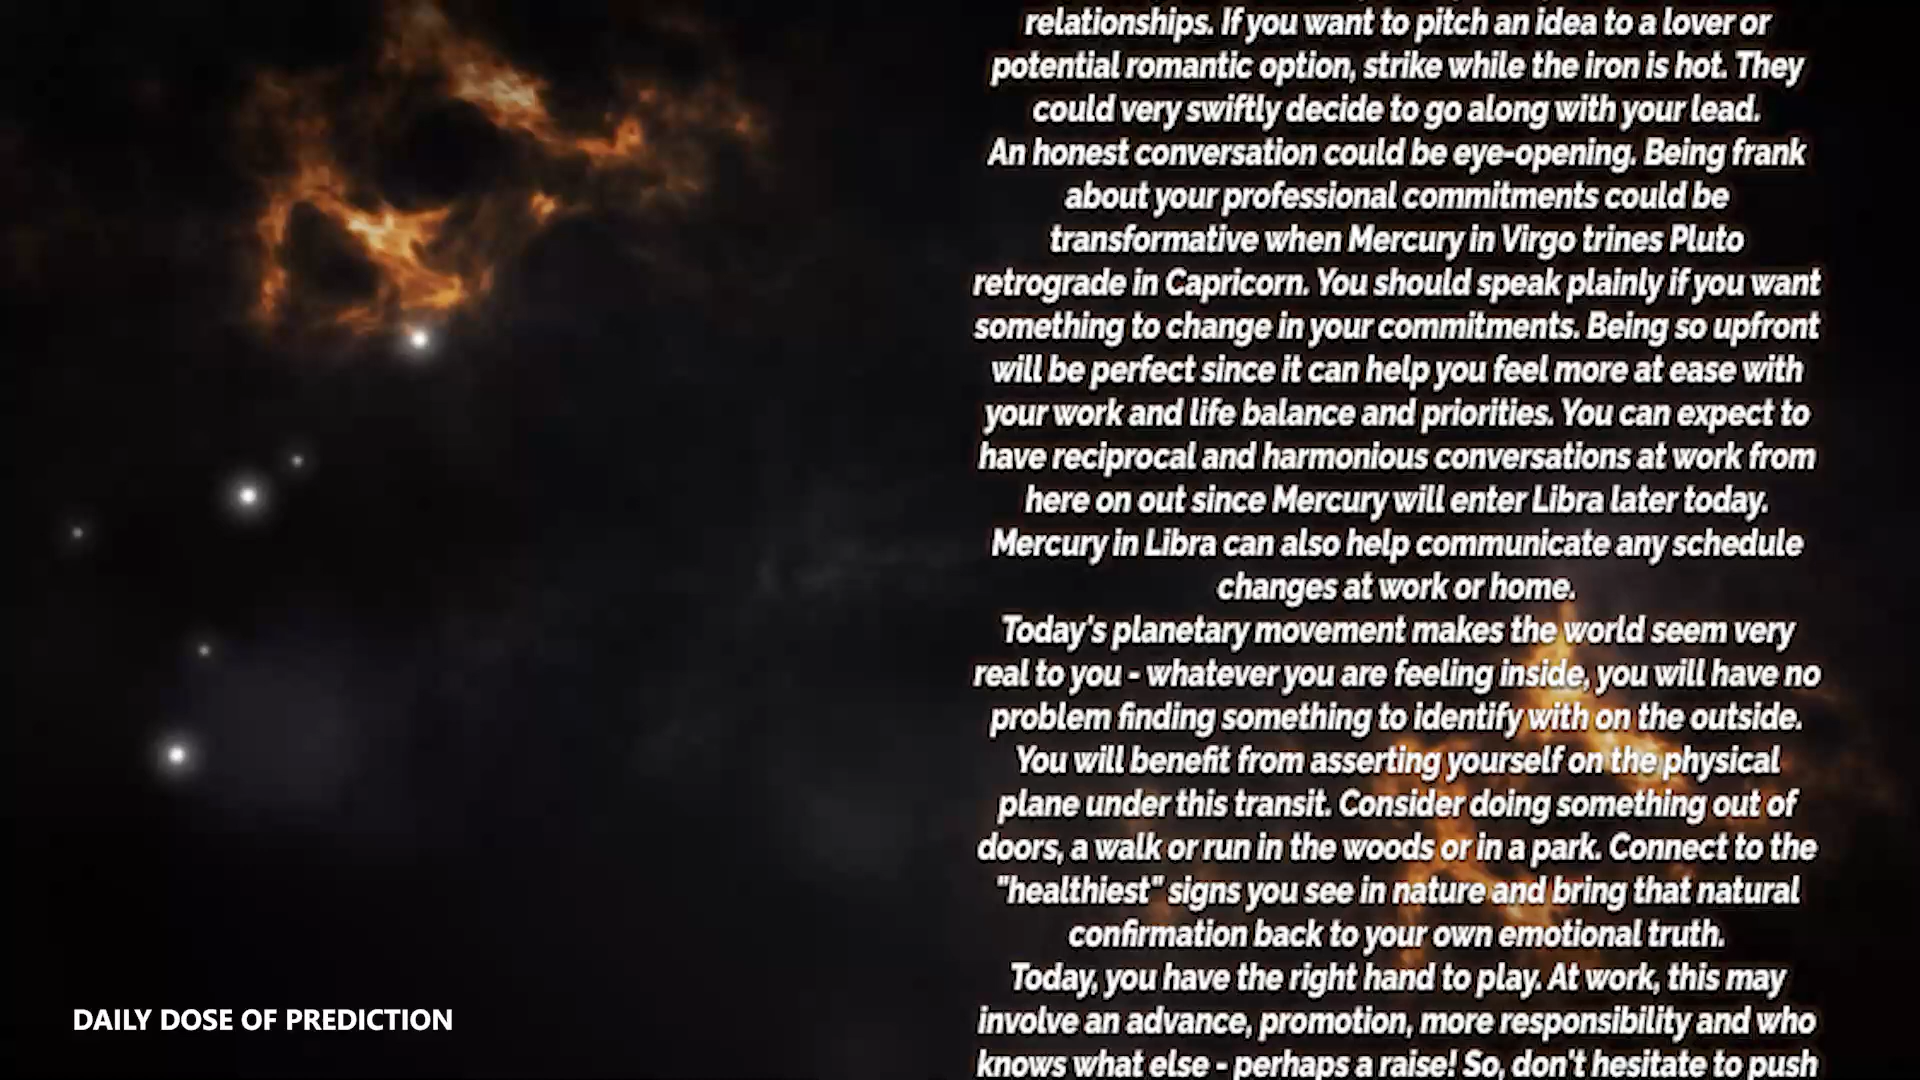 relationships. If you want to pitch an idea to a lover or
potential romantic option, strike while the iron is hot. They
could very swiftly decide to go along with your lead.
An honest conversation could be eye-opening. Being frank
about your professional commitments could be
transformative when Mercury in Virgo trines Pluto
retrograde in Capricorn. You should speak plainly if you want
something to change in your commitments. Being so upfront
will be perfect since it can help you feel more at ease with
your work and life balance and priorities. You can expect to
have reciprocal and harmonious conversations at work from
here on out since Mercury will enter Libra later today.
Mercury in Libra can also help communicate any schedule
changes at work or home.
Today's planetary movement makes the world seem very
real to you - whatever you are feeling inside, you will have no
problem finding something to identify with on the outside.
You will benefit from asserting yourself on the physical
plane under this transit. Consider doing something out of
doors, a walk or run in the woods or in a park. Connect to the
"healthiest" signs you see in nature and bring that natural
confirmation back to your own emotional truth.
Today, you have the right hand to play. At work, this may
involve an advance, promotion, more responsibility and who
knows what else - perhaps a raise! So, don't hesitate to push
DAILY DOSE OF PREDICTION